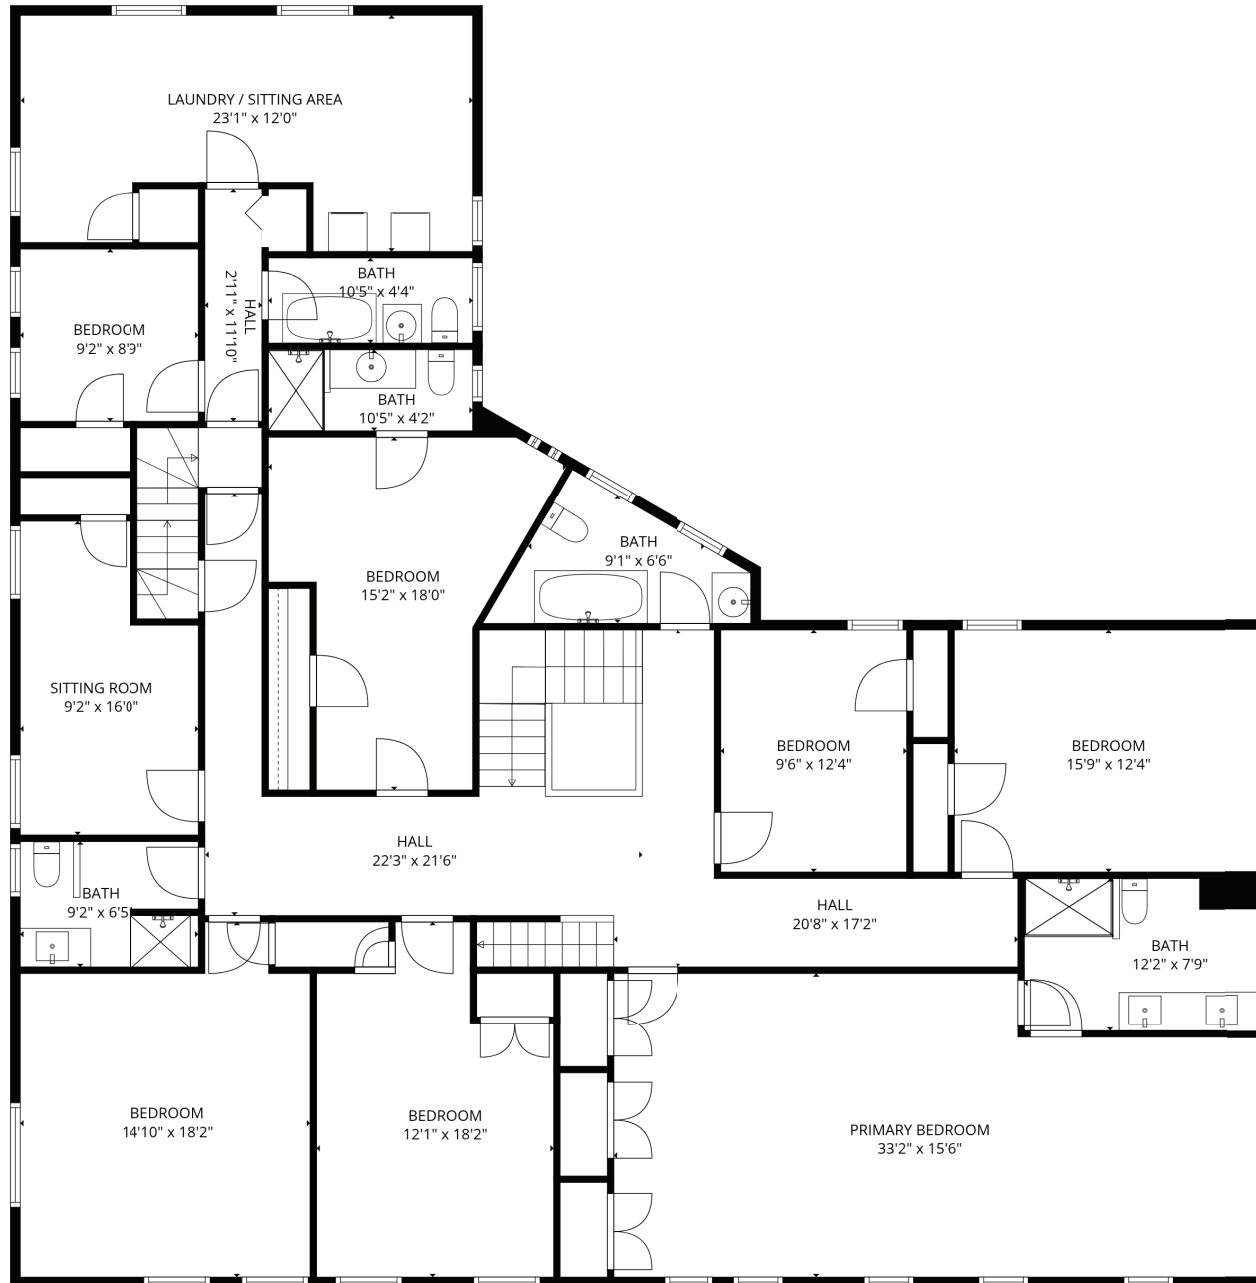 LAUNDRY / SITTING AREA
23'1" x 12'0"
BATH
10'5" x 4'4"
HALL
2'11" x 11'10"
BEDROOM
9'2" x 8'9"
BATH
10'5" x 4'2"
BATH
9'1" x 6'6"
BEDROOM
15'2" x 18'0"
SITTING ROOM
9'2" x 16'0"
BEDROOM
9'6" x 12'4"
BEDROOM
15'9" x 12'4"
HALL
22'3" x 21'6"
BATH
9'2" x 6'5"
HALL
20'8" x 17'2"
BATH
12'2" x 7'9"
BEDROOM
14'10" x 18'2"
BEDROOM
12'1" x 18'2"
PRIMARY BEDROOM
33'2" x 15'6"